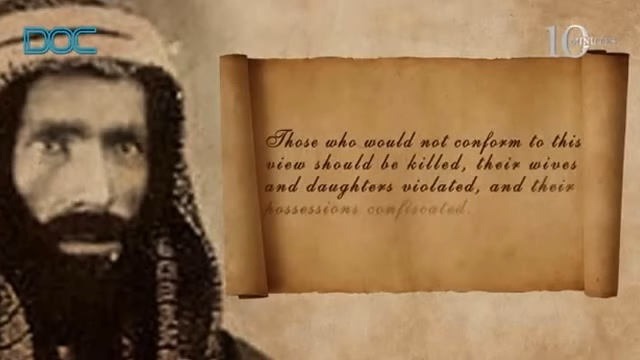 DOC
10
Those who would not conform to this
view should be killed, their wives
and daughters violated, and their
possessions confiscated.